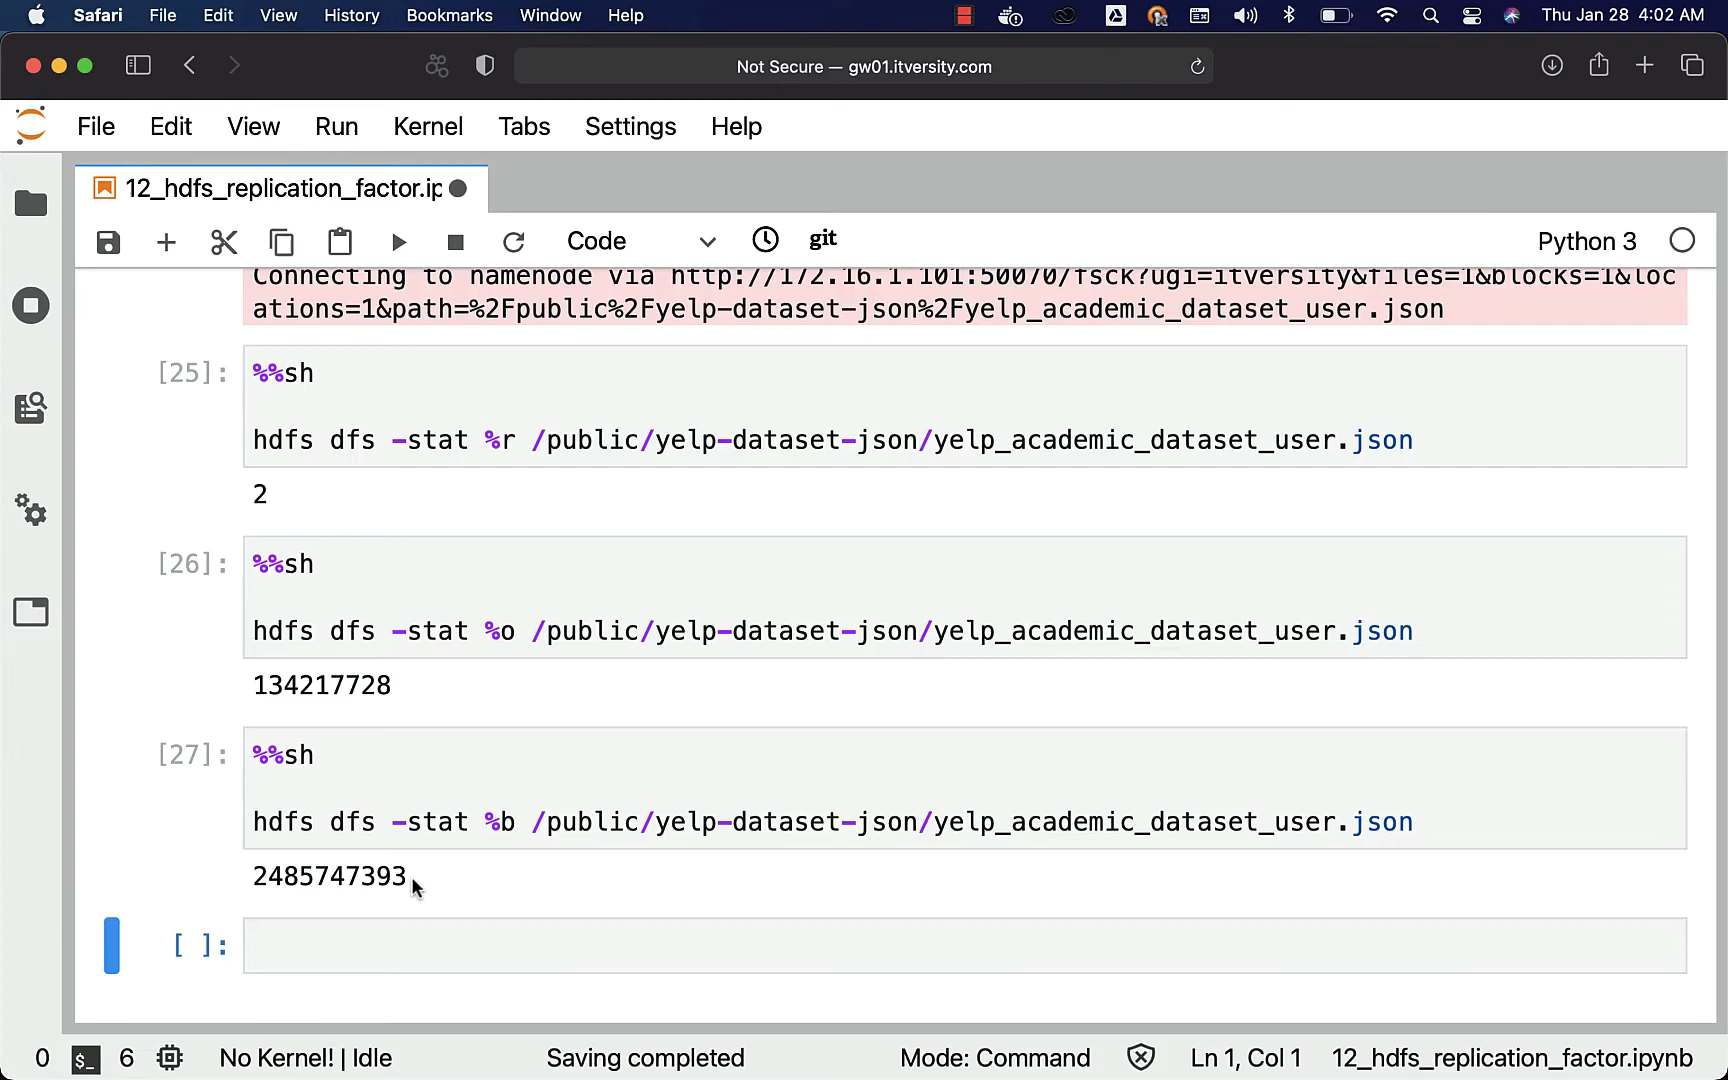 Safari File Edit View History Bookmarks Window Help Thu Jan 28 4:02 AM
Not Secure — gw01.itversity.com
File Edit View Run Kernel Tabs Settings Help
12_hdfs_replication_factor.ip
Code git Python 3
Connecting to namenode via http://172.16.1.101:50070/fsck?ugi=itversity&files=1&blocks=1&loc
ations=1&path=%2Fpublic%2Fyelp-dataset-json%2Fyelp_academic_dataset_user.json
[25]: %%sh
hdfs dfs -stat %r /public/yelp-dataset-json/yelp_academic_dataset_user.json
2
[26]: %%sh
hdfs dfs -stat %o /public/yelp-dataset-json/yelp_academic_dataset_user.json
134217728
[27]: %%sh
hdfs dfs -stat %b /public/yelp-dataset-json/yelp_academic_dataset_user.json
2485747393
[ ]:
0 $_ 6 No Kernel! | Idle Saving completed Mode: Command Ln 1, Col 1 12_hdfs_replication_factor.ipynb